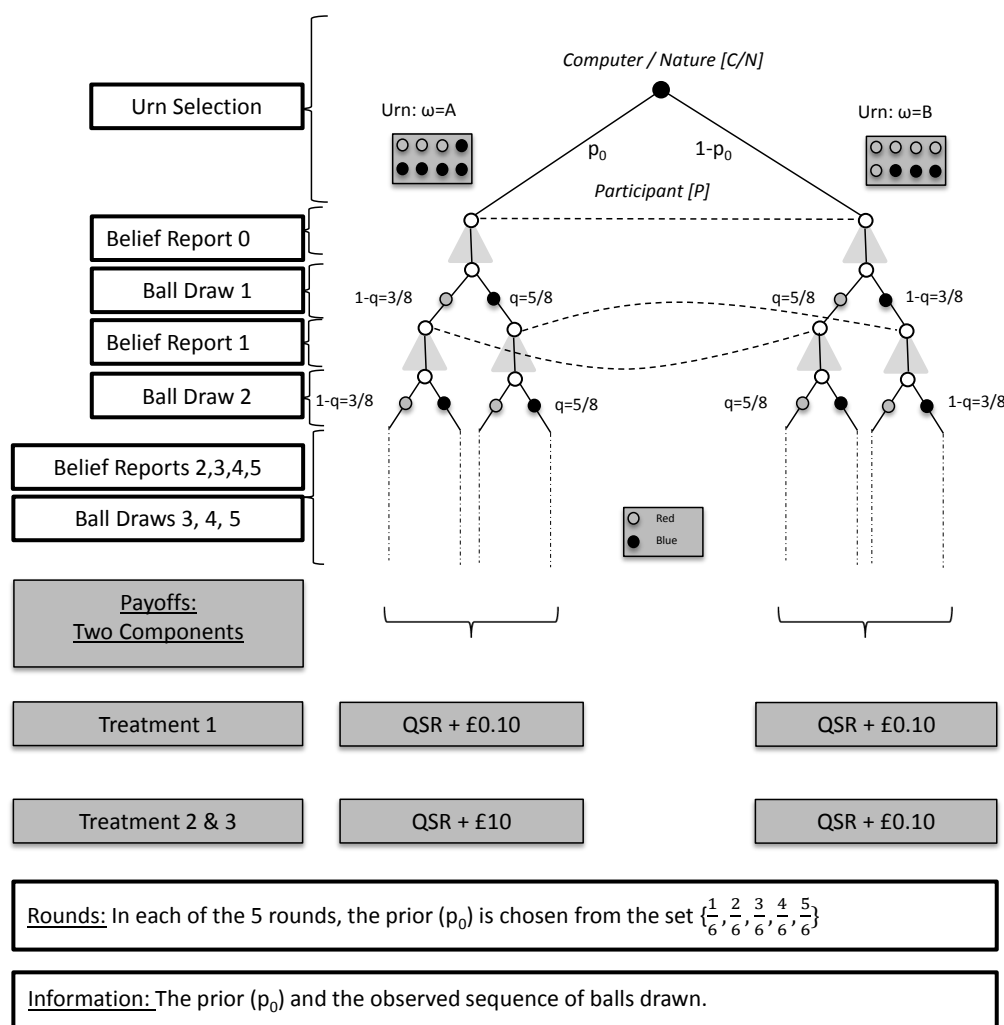 Computer / Nature [C/N]
Urn Selection
Urn: ω=A
Urn: ω=B
p₀
1-p₀
Participant [P]
Belief Report 0
Ball Draw 1
1-q=3/8
q=5/8
q=5/8
1-q=3/8
Belief Report 1
Ball Draw 2
1-q=3/8
q=5/8
q=5/8
1-q=3/8
Belief Reports 2,3,4,5
Ball Draws 3, 4, 5
Red
Blue
Payoffs:
Two Components
Treatment 1
QSR + £0.10
QSR + £0.10
Treatment 2 & 3
QSR + £10
QSR + £0.10
Rounds: In each of the 5 rounds, the prior (p₀) is chosen from the set {1/6, 2/6, 3/6, 4/6, 5/6}
Information: The prior (p₀) and the observed sequence of balls drawn.